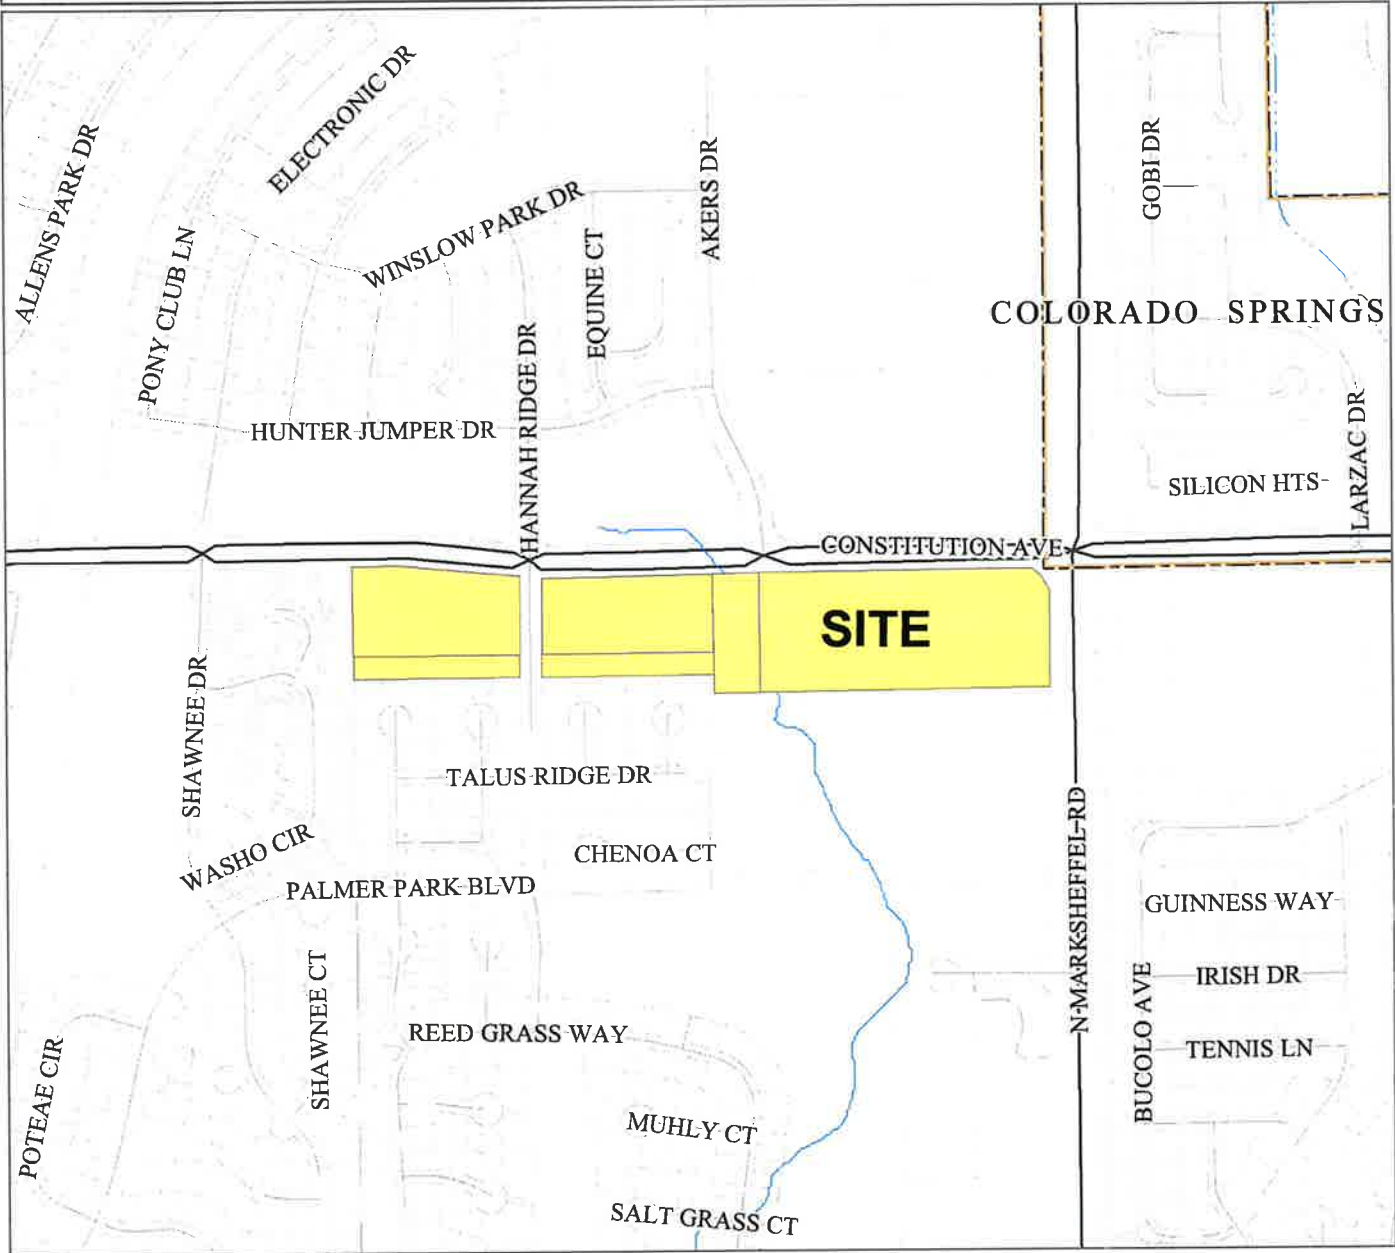 ELECTRONIC DR
ALLENS PARK DR
GOBI DR
AKERS DR
WINSLOW PARK DR
PONY CLUB LN
EQUINE CT
COLORADO SPRINGS
HANNAH RIDGE DR
HUNTER JUMPER DR
LARZAC DR
SILICON HTS
CONSTITUTION AVE
SITE
SHAWNEE DR
TALUS RIDGE DR
WASHO CIR
CHENOA CT
PALMER PARK BLVD
N MARKSHEFFEL RD
GUINNESS WAY
IRISH DR
BUCOLO AVE
SHAWNEE CT
REED GRASS WAY
TENNIS LN
POTEAE CIR
MUHLY CT
SALT GRASS CT